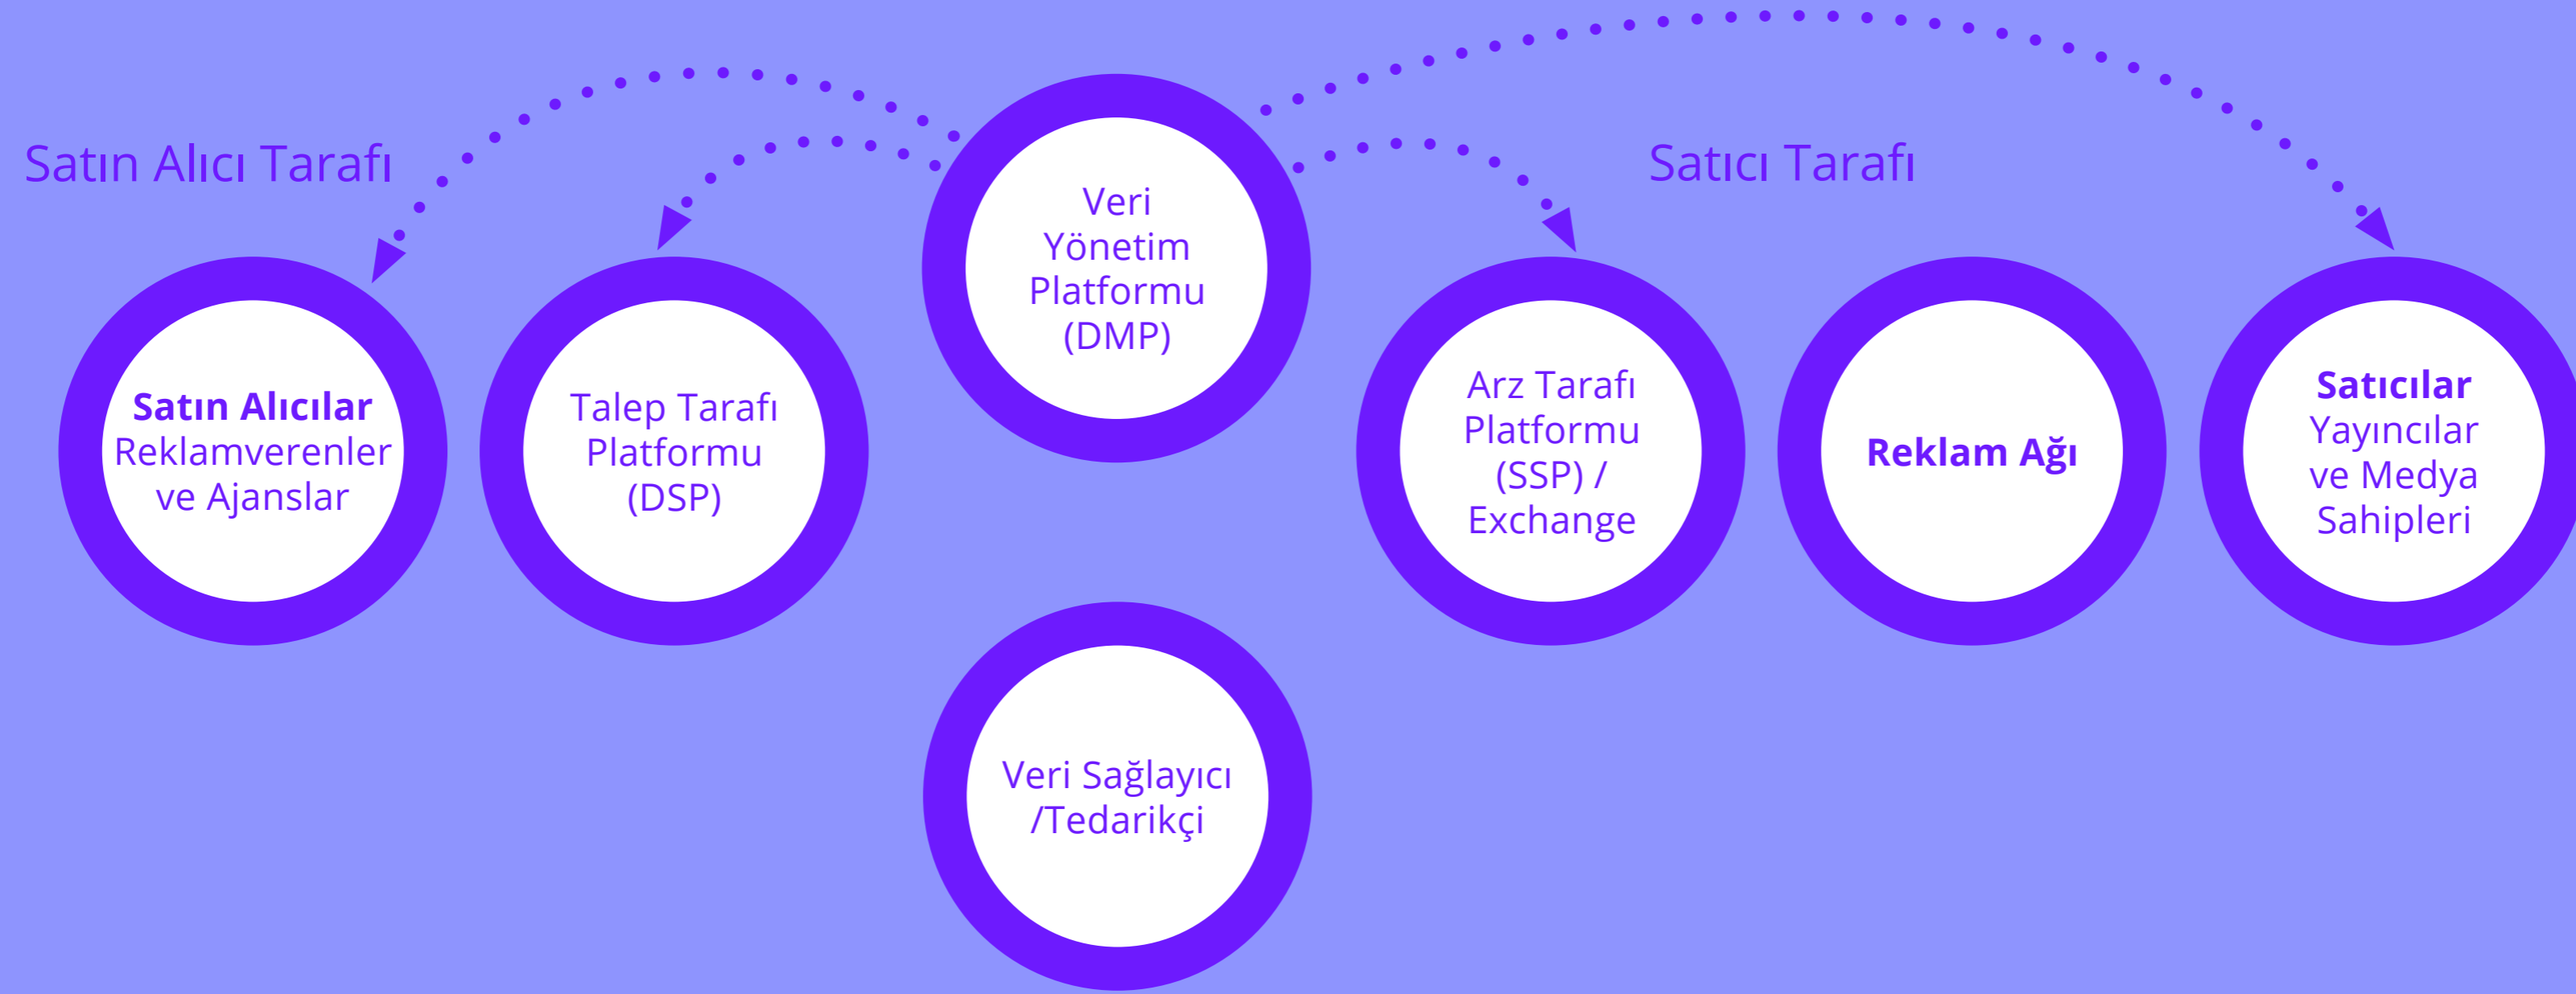 Satın Alıcı Tarafı
Satıcı Tarafı
Veri
Yönetim
Platformu
(DMP)
Satın Alıcılar
Reklamverenler
ve Ajanslar
Talep Tarafı
Platformu
(DSP)
Arz Tarafı
Platformu
(SSP) /
Exchange
Reklam Ağı
Satıcılar
Yayıncılar
ve Medya
Sahipleri
Veri Sağlayıcı
/Tedarikçi